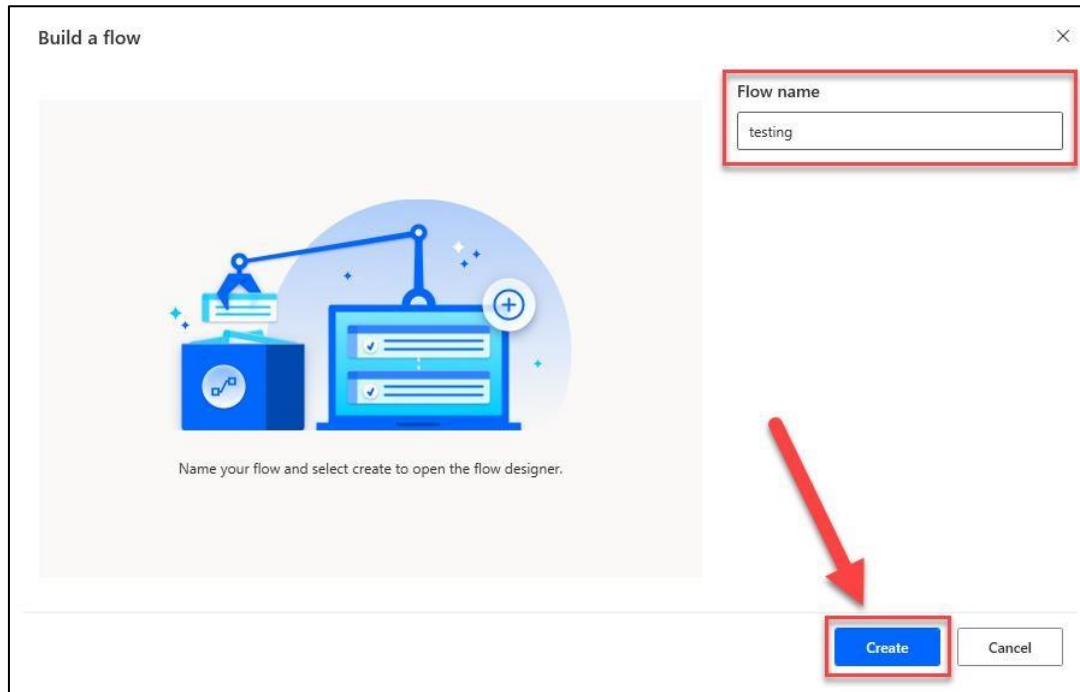 Build a flow
Flow name
testing
Name your flow and select create to open the flow designer.
Create
Cancel